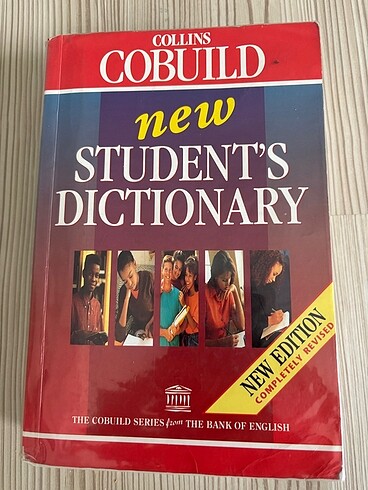 COLLINS
COBUILD
new
STUDENT'S
DICTIONARY
NEW EDITION
COMPLETELY REVISED
THE COBUILD SERIES from THE BANK OF ENGLISH